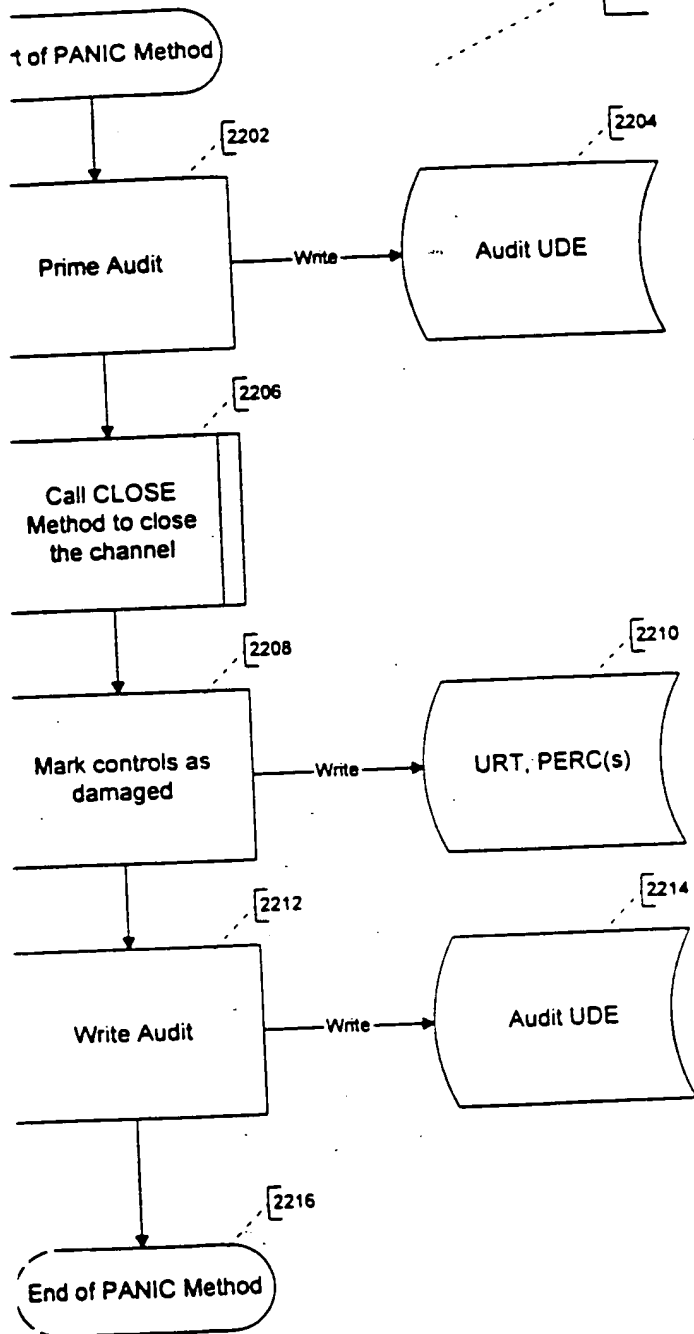 t of PANIC Method
2202
2204
Prime Audit
Write
Audit UDE
2206
Call CLOSE
Method to close
the channel
2208
2210
Mark controls as
damaged
Write
URT, PERC(s)
2212
2214
Write Audit
Write
Audit UDE
2216
End of PANIC Method